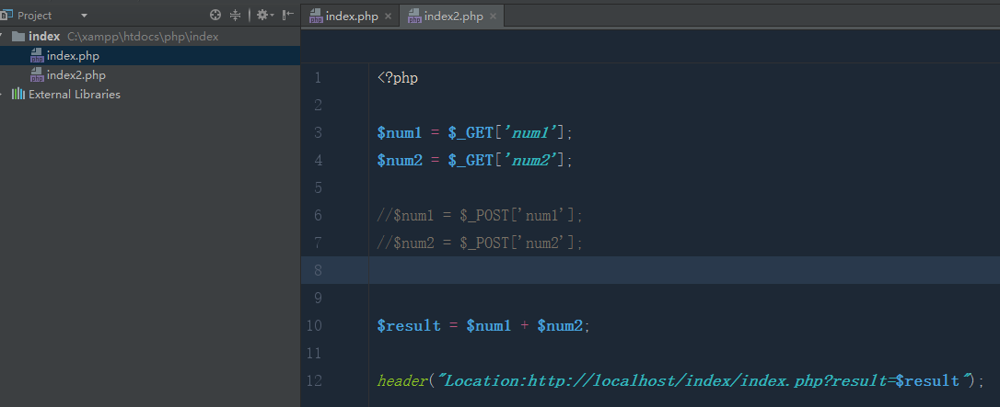 Project
index C:\xampp\htdocs\php\index
index.php
index2.php
External Libraries
index.php
index2.php
1 <?php
2
3 $num1 = $_GET['num1'];
4 $num2 = $_GET['num2'];
5
6 //$num1 = $_POST['num1'];
7 //$num2 = $_POST['num2'];
8
9
10 $result = $num1 + $num2;
11
12 header("Location:http://localhost/index/index.php?result=$result");